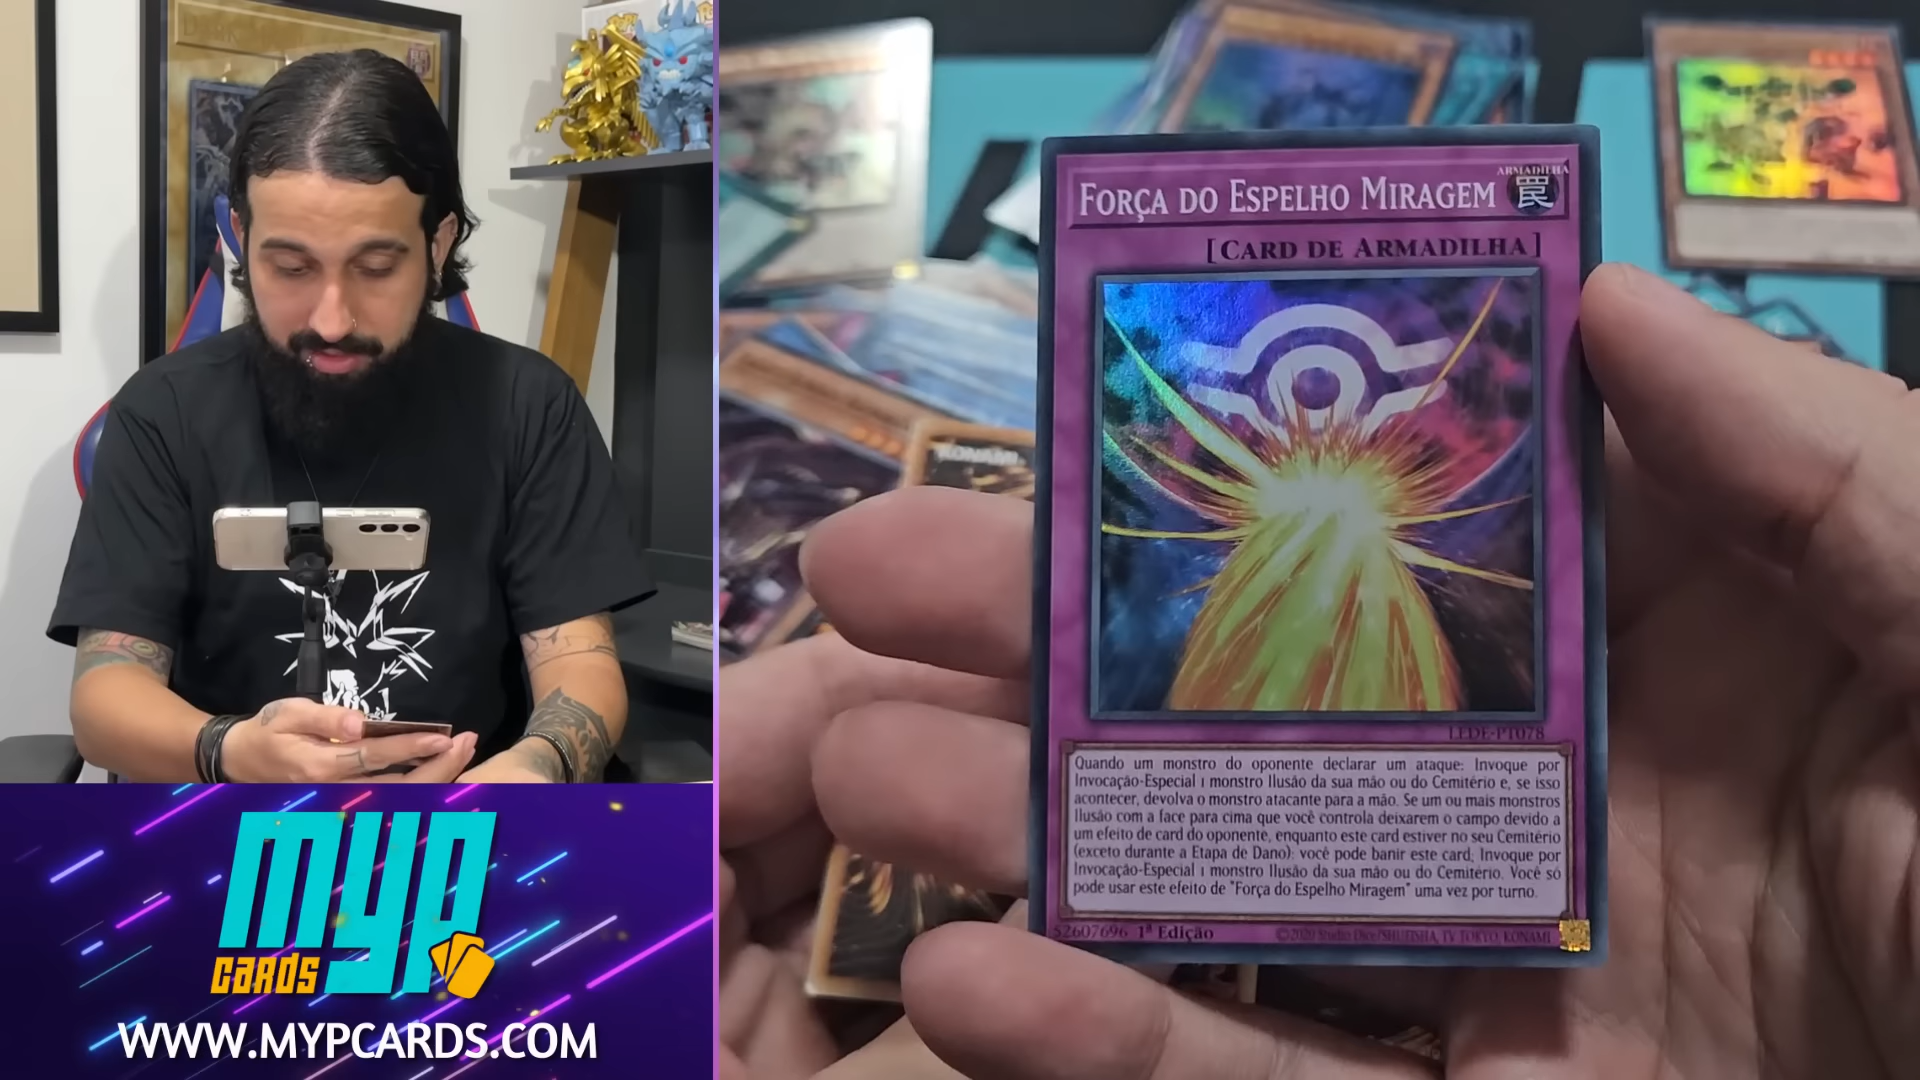 FORÇA DO ESPELHO MIRAGEM
ARMADILHA
罠
[CARD DE ARMADILHA]
KONAMI
LEDE-PT078
Quando um monstro do oponente declarar um ataque: Invoque por
Invocação-Especial 1 monstro Ilusão da sua mão ou do Cemitério e, se isso
acontecer, devolva o monstro atacante para a mão. Se um ou mais monstros
Ilusão com a face para cima que você controla deixarem o campo devido a
um efeito de card do oponente, enquanto este card estiver no seu Cemitério
(exceto durante a Etapa de Dano): você pode banir este card; Invoque por
Invocação-Especial 1 monstro Ilusão da sua mão ou do Cemitério. Você só
pode usar este efeito de "Força do Espelho Miragem" uma vez por turno.
52607696 1ª Edição
©2020 Studio Dice/SHUEISHA, TV TOKYO, KONAMI
myp
cards
WWW.MYPCARDS.COM